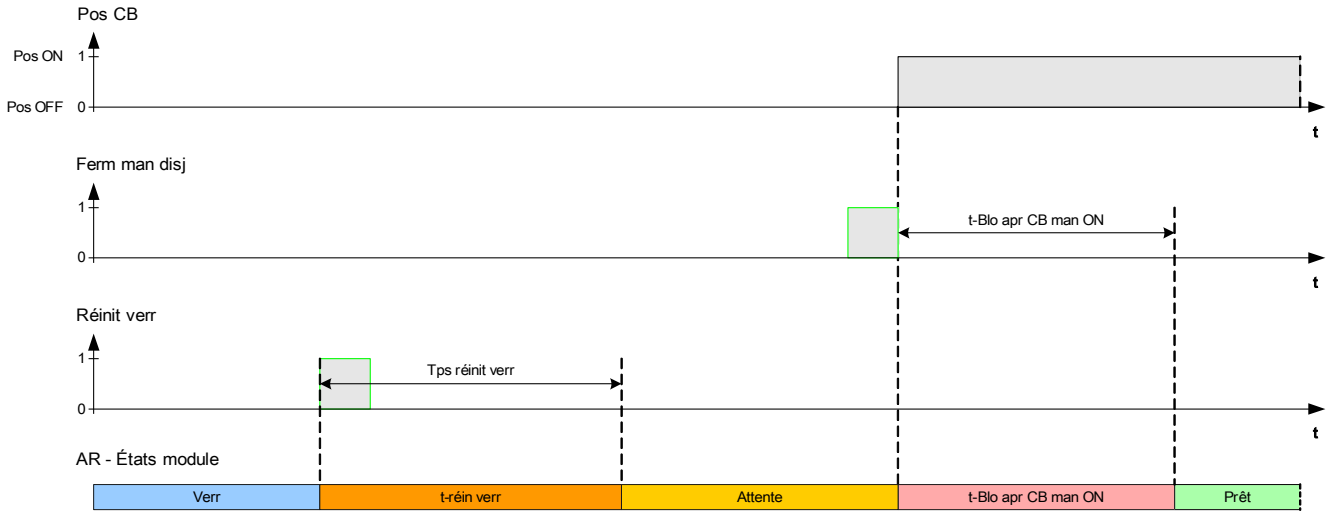 Pos CB
Pos ON 1
Pos OFF 0
t
Ferm man disj
1
t-Blo apr CB man ON
0
t
Réinit verr
1
Tps réinit verr
0
t
AR - États module
Verr t-réin verr Attente t-Blo apr CB man ON Prêt